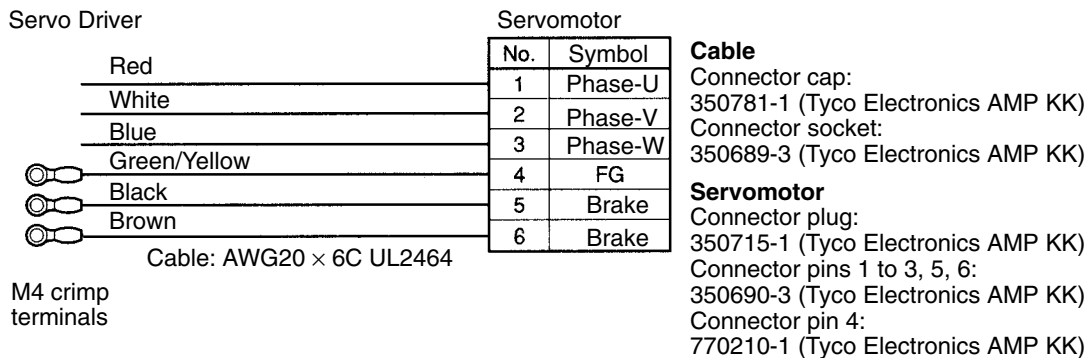 Servo Driver
Servomotor
No. Symbol
Red
1 Phase-U
White
2 Phase-V
Blue
3 Phase-W
Green/Yellow
4 FG
Black
5 Brake
Brown
6 Brake
Cable: AWG20 × 6C UL2464
M4 crimp
terminals
Cable
Connector cap:
350781-1 (Tyco Electronics AMP KK)
Connector socket:
350689-3 (Tyco Electronics AMP KK)
Servomotor
Connector plug:
350715-1 (Tyco Electronics AMP KK)
Connector pins 1 to 3, 5, 6:
350690-3 (Tyco Electronics AMP KK)
Connector pin 4:
770210-1 (Tyco Electronics AMP KK)